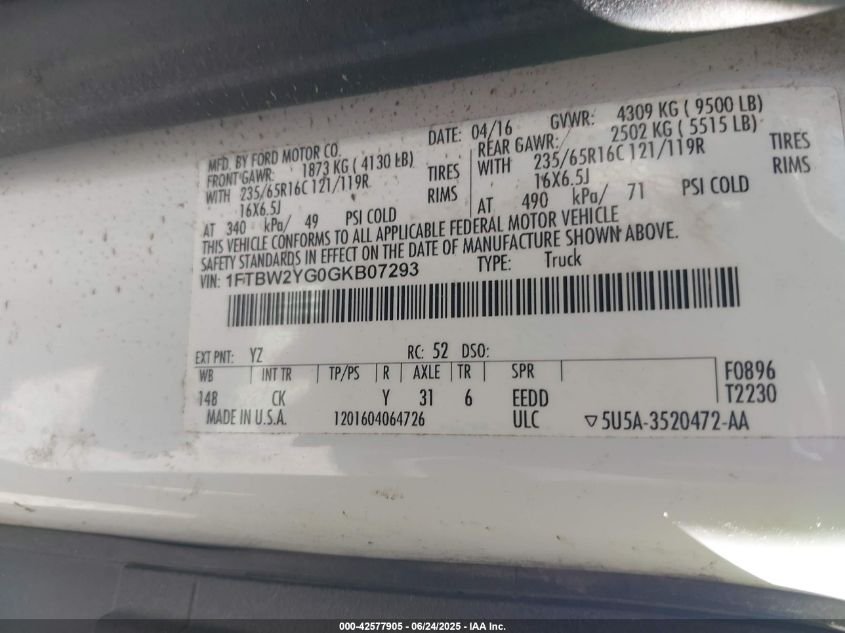 MFD. BY FORD MOTOR CO. DATE: 04/16 GVWR: 4309 KG ( 9500 LB)
FRONT GAWR: 1873 KG ( 4130 LB) REAR GAWR: 2502 KG ( 5515 LB)
WITH 235/65R16C 121/119R TIRES WITH 235/65R16C 121/119R TIRES
16X6.5J RIMS 16X6.5J RIMS
AT 340 kPa/ 49 PSI COLD AT 490 kPa/ 71 PSI COLD
THIS VEHICLE CONFORMS TO ALL APPLICABLE FEDERAL MOTOR VEHICLE
SAFETY STANDARDS IN EFFECT ON THE DATE OF MANUFACTURE SHOWN ABOVE.
VIN: 1FTBW2YG0GKB07293 TYPE: Truck
EXT PNT: YZ RC: 52 DSO:
WB INT TR TP/PS R AXLE TR SPR F0896
148 CK Y 31 6 EEDD T2230
MADE IN U.S.A. 1201604064726 ULC ▽5U5A-3520472-AA
000-42577905 - 06/24/2025 - IAA Inc.